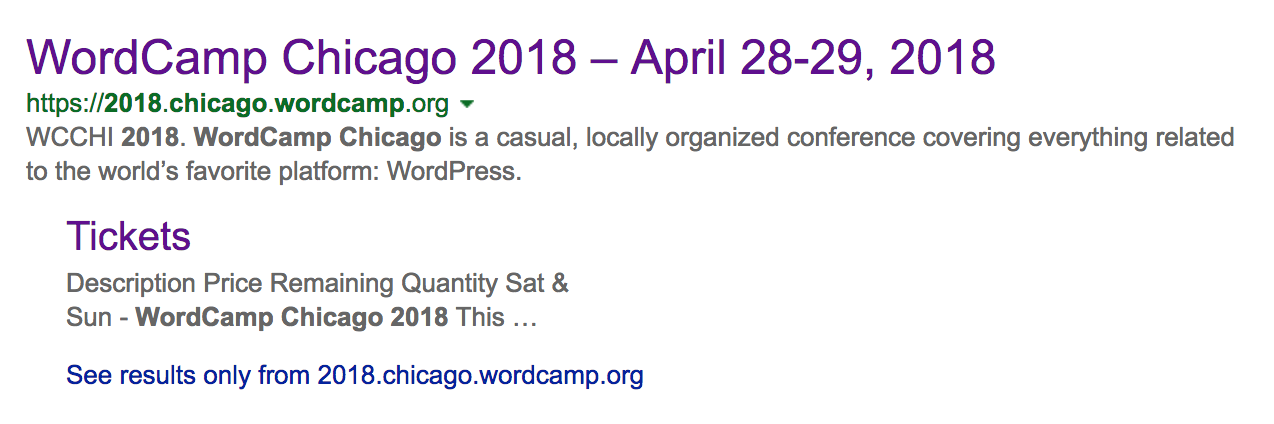 WordCamp Chicago 2018 – April 28-29, 2018
https://2018.chicago.wordcamp.org
WCCHI 2018. WordCamp Chicago is a casual, locally organized conference covering everything related
to the world’s favorite platform: WordPress.
Tickets
Description Price Remaining Quantity Sat &
Sun - WordCamp Chicago 2018 This …
See results only from 2018.chicago.wordcamp.org